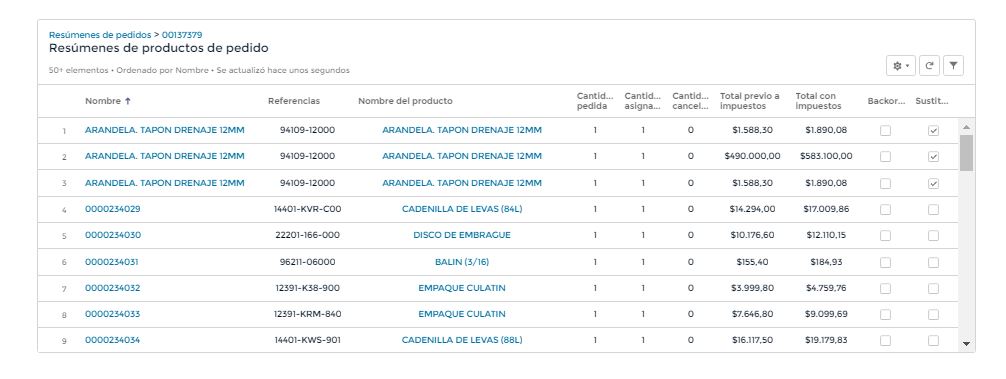 Resúmenes de pedidos > 00137379
Resúmenes de productos de pedido
50+ elementos • Ordenado por Nombre • Se actualizó hace unos segundos
Nombre ↑ Referencias Nombre del producto Cantid... pedida Cantid... asigna... Cantid... cancel... Total previo a impuestos Total con impuestos Backor... Sustit...
1 ARANDELA. TAPON DRENAJE 12MM 94109-12000 ARANDELA. TAPON DRENAJE 12MM 1 1 0 $1.588,30 $1.890,08
2 ARANDELA. TAPON DRENAJE 12MM 94109-12000 ARANDELA. TAPON DRENAJE 12MM 1 1 0 $490.000,00 $583.100,00
3 ARANDELA. TAPON DRENAJE 12MM 94109-12000 ARANDELA. TAPON DRENAJE 12MM 1 1 0 $1.588,30 $1.890,08
4 0000234029 14401-KVR-C00 CADENILLA DE LEVAS (84L) 1 1 0 $14.294,00 $17.009,86
5 0000234030 22201-166-000 DISCO DE EMBRAGUE 1 1 0 $10.176,60 $12.110,15
6 0000234031 96211-06000 BALIN (3/16) 1 1 0 $155,40 $184,93
7 0000234032 12391-K38-900 EMPAQUE CULATIN 1 1 0 $3.999,80 $4.759,76
8 0000234033 12391-KRM-840 EMPAQUE CULATIN 1 1 0 $7.646,80 $9.099,69
9 0000234034 14401-KWS-901 CADENILLA DE LEVAS (88L) 1 1 0 $16.117,50 $19.179,83